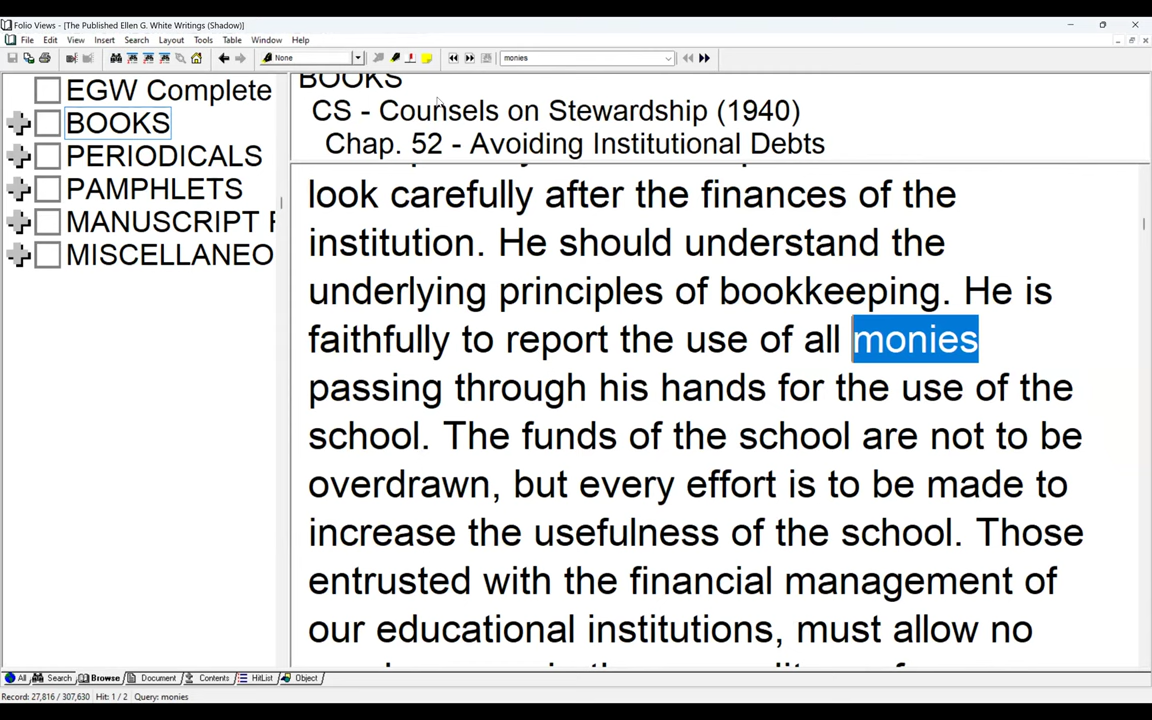 Folio Views - [The Published Ellen G. White Writings (Shadow)]
File Edit View Insert Search Layout Tools Table Window Help
None monies
EGW Complete
BOOKS
PERIODICALS
PAMPHLETS
MANUSCRIPT
MISCELLANEO
BOOKS
CS - Counsels on Stewardship (1940)
Chap. 52 - Avoiding Institutional Debts
look carefully after the finances of the
institution. He should understand the
underlying principles of bookkeeping. He is
faithfully to report the use of all monies
passing through his hands for the use of the
school. The funds of the school are not to be
overdrawn, but every effort is to be made to
increase the usefulness of the school. Those
entrusted with the financial management of
our educational institutions, must allow no
All Search Browse Document Contents HitList Object
Record: 27,816 / 307,630 Hit: 1 / 2 Query: monies